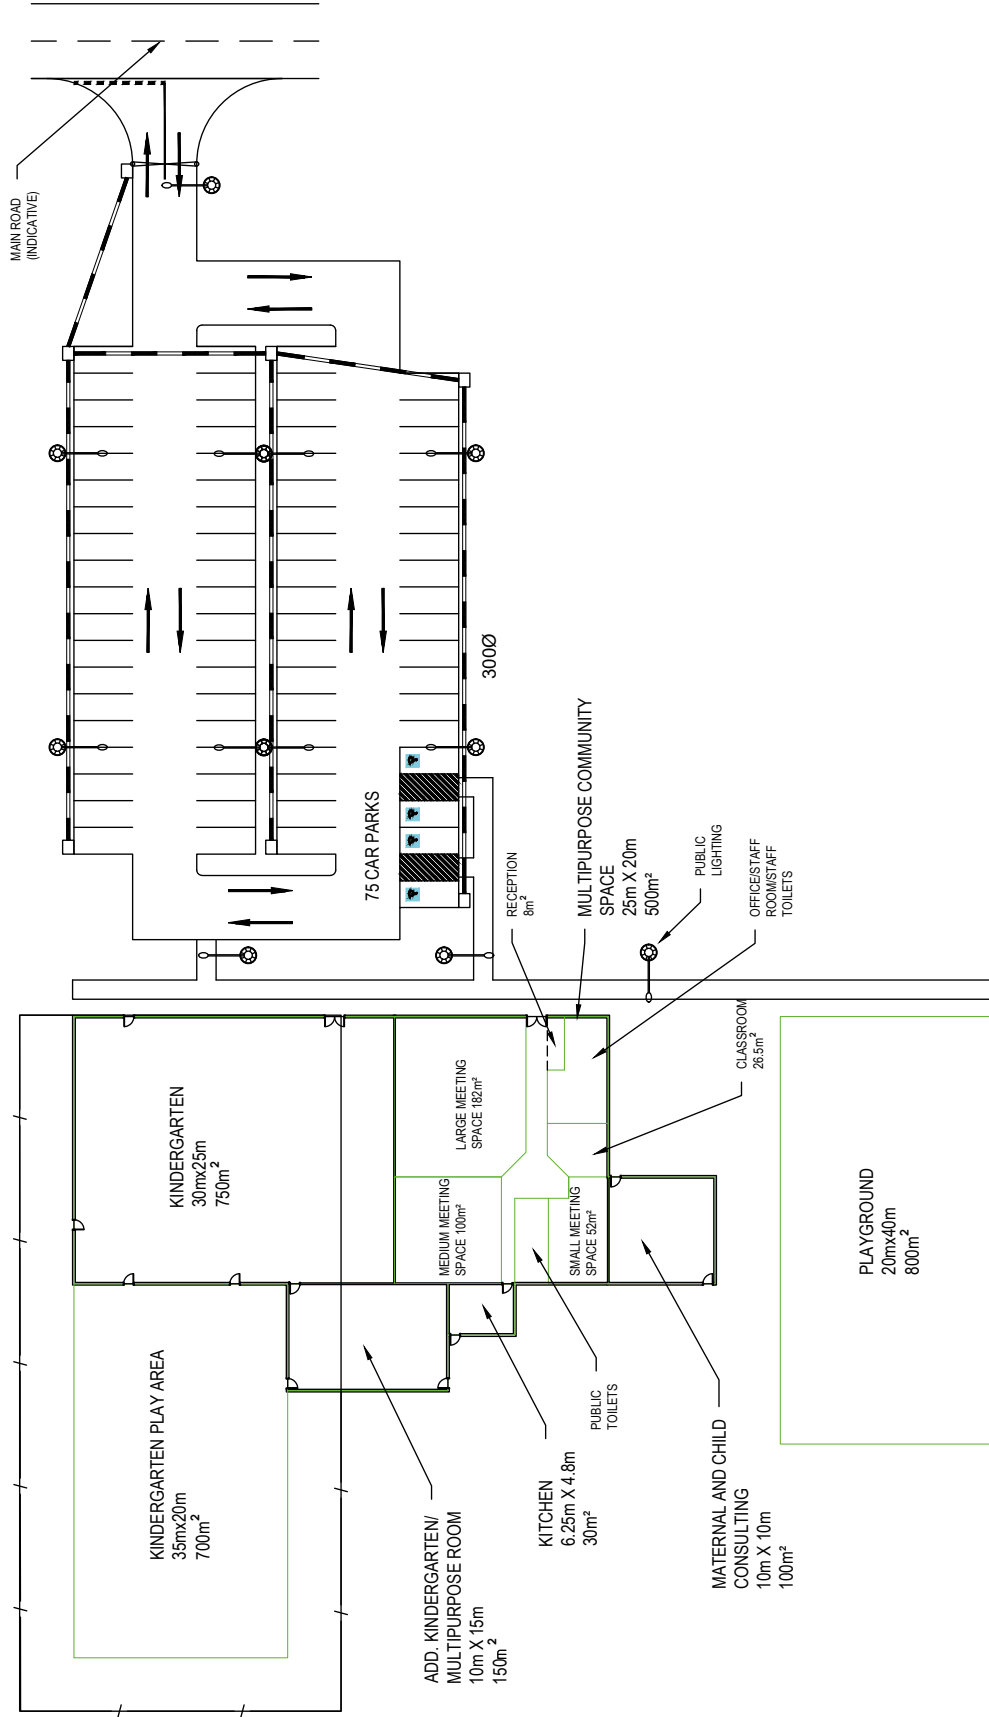 MAIN ROAD
(INDICATIVE)
75 CAR PARKS
300Ø
RECEPTION
8m²
MULTIPURPOSE COMMUNITY
SPACE
25m X 20m
500m²
PUBLIC
LIGHTING
OFFICE/STAFF
ROOM/STAFF
TOILETS
CLASSROOM
26.5m²
KINDERGARTEN
30mx25m
750m²
LARGE MEETING
SPACE 182m²
MEDIUM MEETING
SPACE 100m²
SMALL MEETING
SPACE 52m²
PLAYGROUND
20mx40m
800m²
KINDERGARTEN PLAY AREA
35mx20m
700m²
ADD. KINDERGARTEN/
MULTIPURPOSE ROOM
10m X 15m
150m²
KITCHEN
6.25m X 4.8m
30m²
PUBLIC
TOILETS
MATERNAL AND CHILD
CONSULTING
10m X 10m
100m²